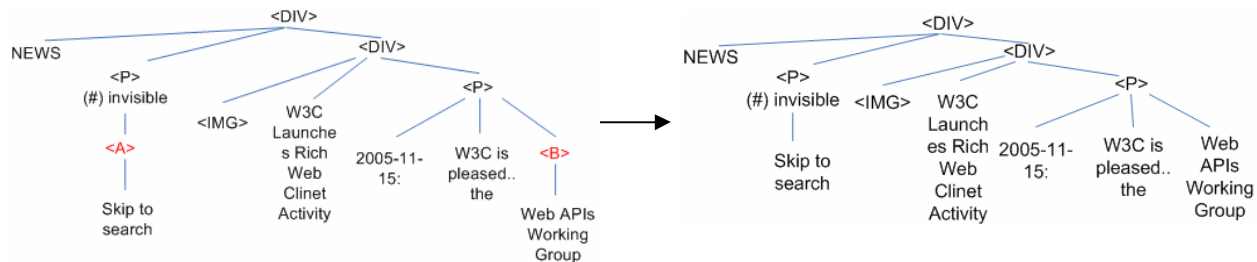 <DIV>
NEWS
<DIV>
<P>
(#) invisible
<P>
<IMG>
W3C
Launche
s Rich
Web
Clinet
Activity
<A>
2005-11-
15:
W3C is
pleased..
the
<B>
Skip to
search
Web APIs
Working
Group
<DIV>
NEWS
<DIV>
<P>
(#) invisible
<IMG>
<P>
W3C
Launch
es Rich
Web
Clinet
Activity
Skip to
search
2005-11-
15:
W3C is
pleased..
the
Web
APIs
Working
Group